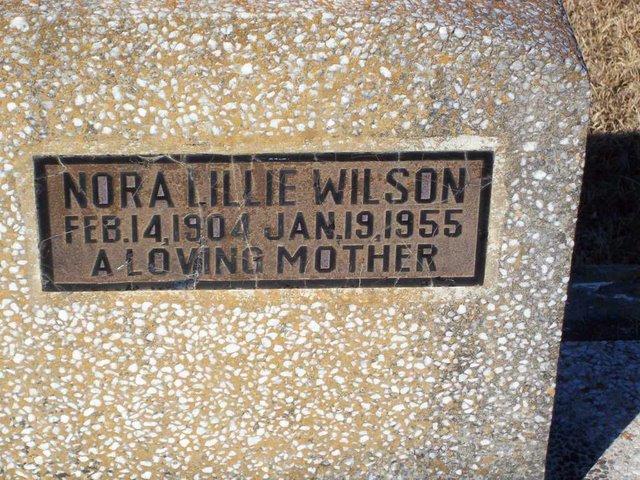 NORA LILLIE WILSON
FEB. 14, 1904 JAN, 19, 1955
A LOVING MOTHER